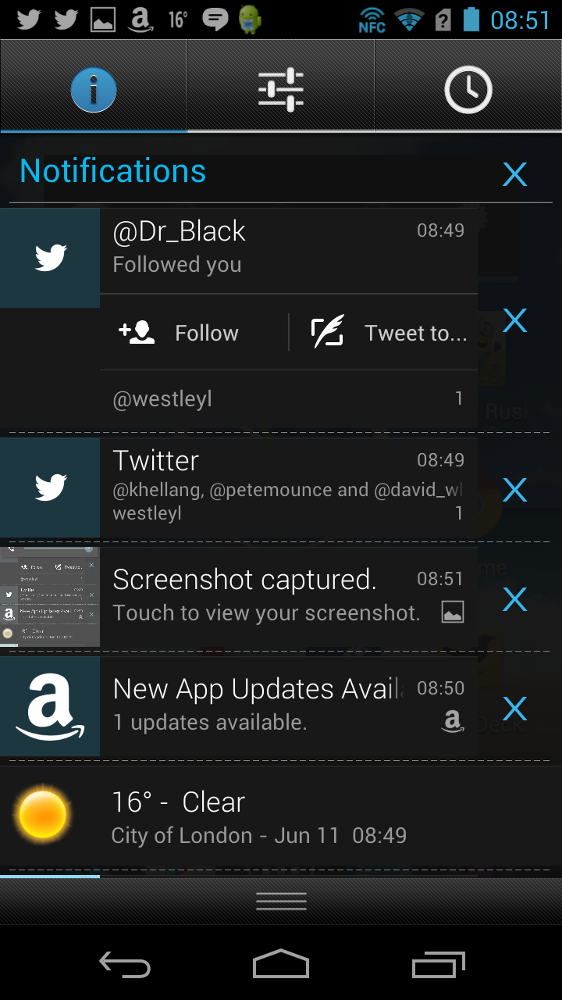 16°
NFC
?
08:51
Notifications
X
@Dr_Black 08:49
Followed you
X
Follow
Tweet to...
@westleyl 1
Twitter 08:49
@khellang, @petemounce and
westleyl 1
X
Screenshot captured. 08:51
Touch to view your screenshot.
X
New App Updates 08:50
1 updates available.
X
16° - Clear
City of London - Jun 11 08:49